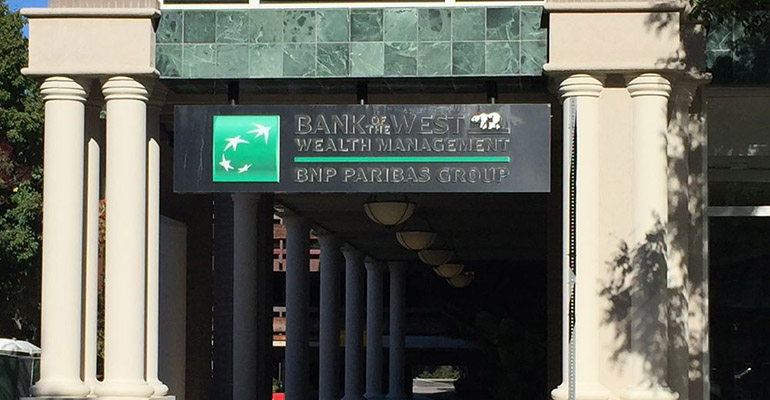 BANK OF THE WEST
WEALTH MANAGEMENT
BNP PARIBAS GROUP